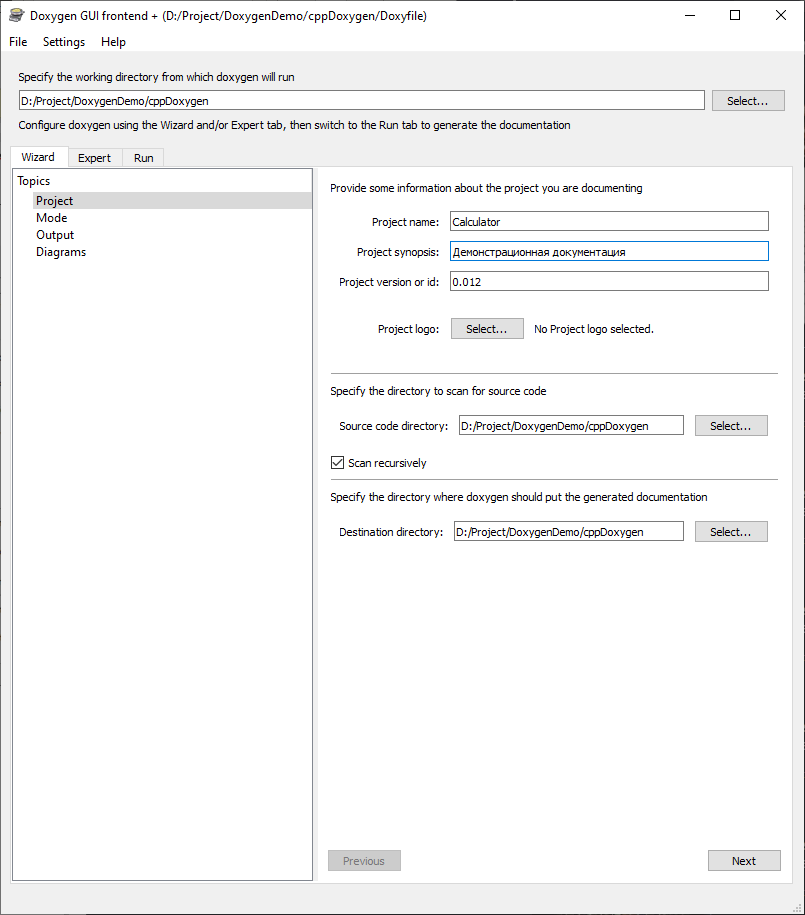 Doxygen GUI frontend + (D:/Project/DoxygenDemo/cppDoxygen/Doxyfile)
File Settings Help
Specify the working directory from which doxygen will run
D:/Project/DoxygenDemo/cppDoxygen Select...
Configure doxygen using the Wizard and/or Expert tab, then switch to the Run tab to generate the documentation
Wizard Expert Run
Topics
Project
Mode
Output
Diagrams
Provide some information about the project you are documenting
Project name: Calculator
Project synopsis: Демонстрационная документация
Project version or id: 0.012
Project logo: Select... No Project logo selected.
Specify the directory to scan for source code
Source code directory: D:/Project/DoxygenDemo/cppDoxygen Select...
Scan recursively
Specify the directory where doxygen should put the generated documentation
Destination directory: D:/Project/DoxygenDemo/cppDoxygen Select...
Previous Next